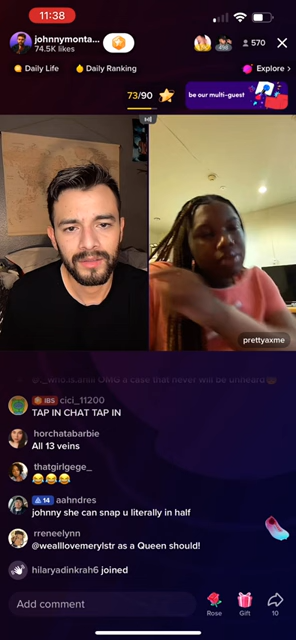 11:38
johnnymonta...
74.5K likes
498
570
Daily Life
Daily Ranking
Explore >
73/90
be our multi-guest
prettyaxme
OMG a case that never will be unheard
IBS cici_11200
TAP IN CHAT TAP IN
horchatabarbie
All 13 veins
thatgirlgege_
😂😂😂
14 aahndres
johnny she can snap u literally in half
rreneelynn
@wealllovemerylstr as a Queen should!
hilaryadinkrah6 joined
Add comment
Rose
Gift
10